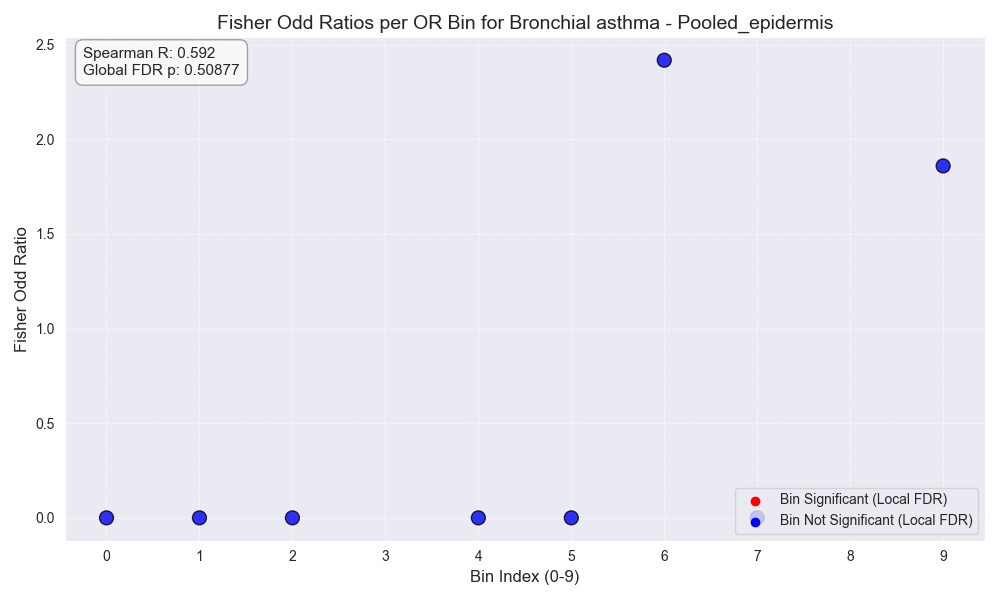 Fisher Odd Ratios per OR Bin for Bronchial asthma - Pooled_epidermis
Spearman R: 0.592
Global FDR p: 0.50877
Fisher Odd Ratio
2.5
2.0
1.5
1.0
0.5
0.0
Bin Significant (Local FDR)
Bin Not Significant (Local FDR)
0 1 2 3 4 5 6 7 8 9
Bin Index (0-9)